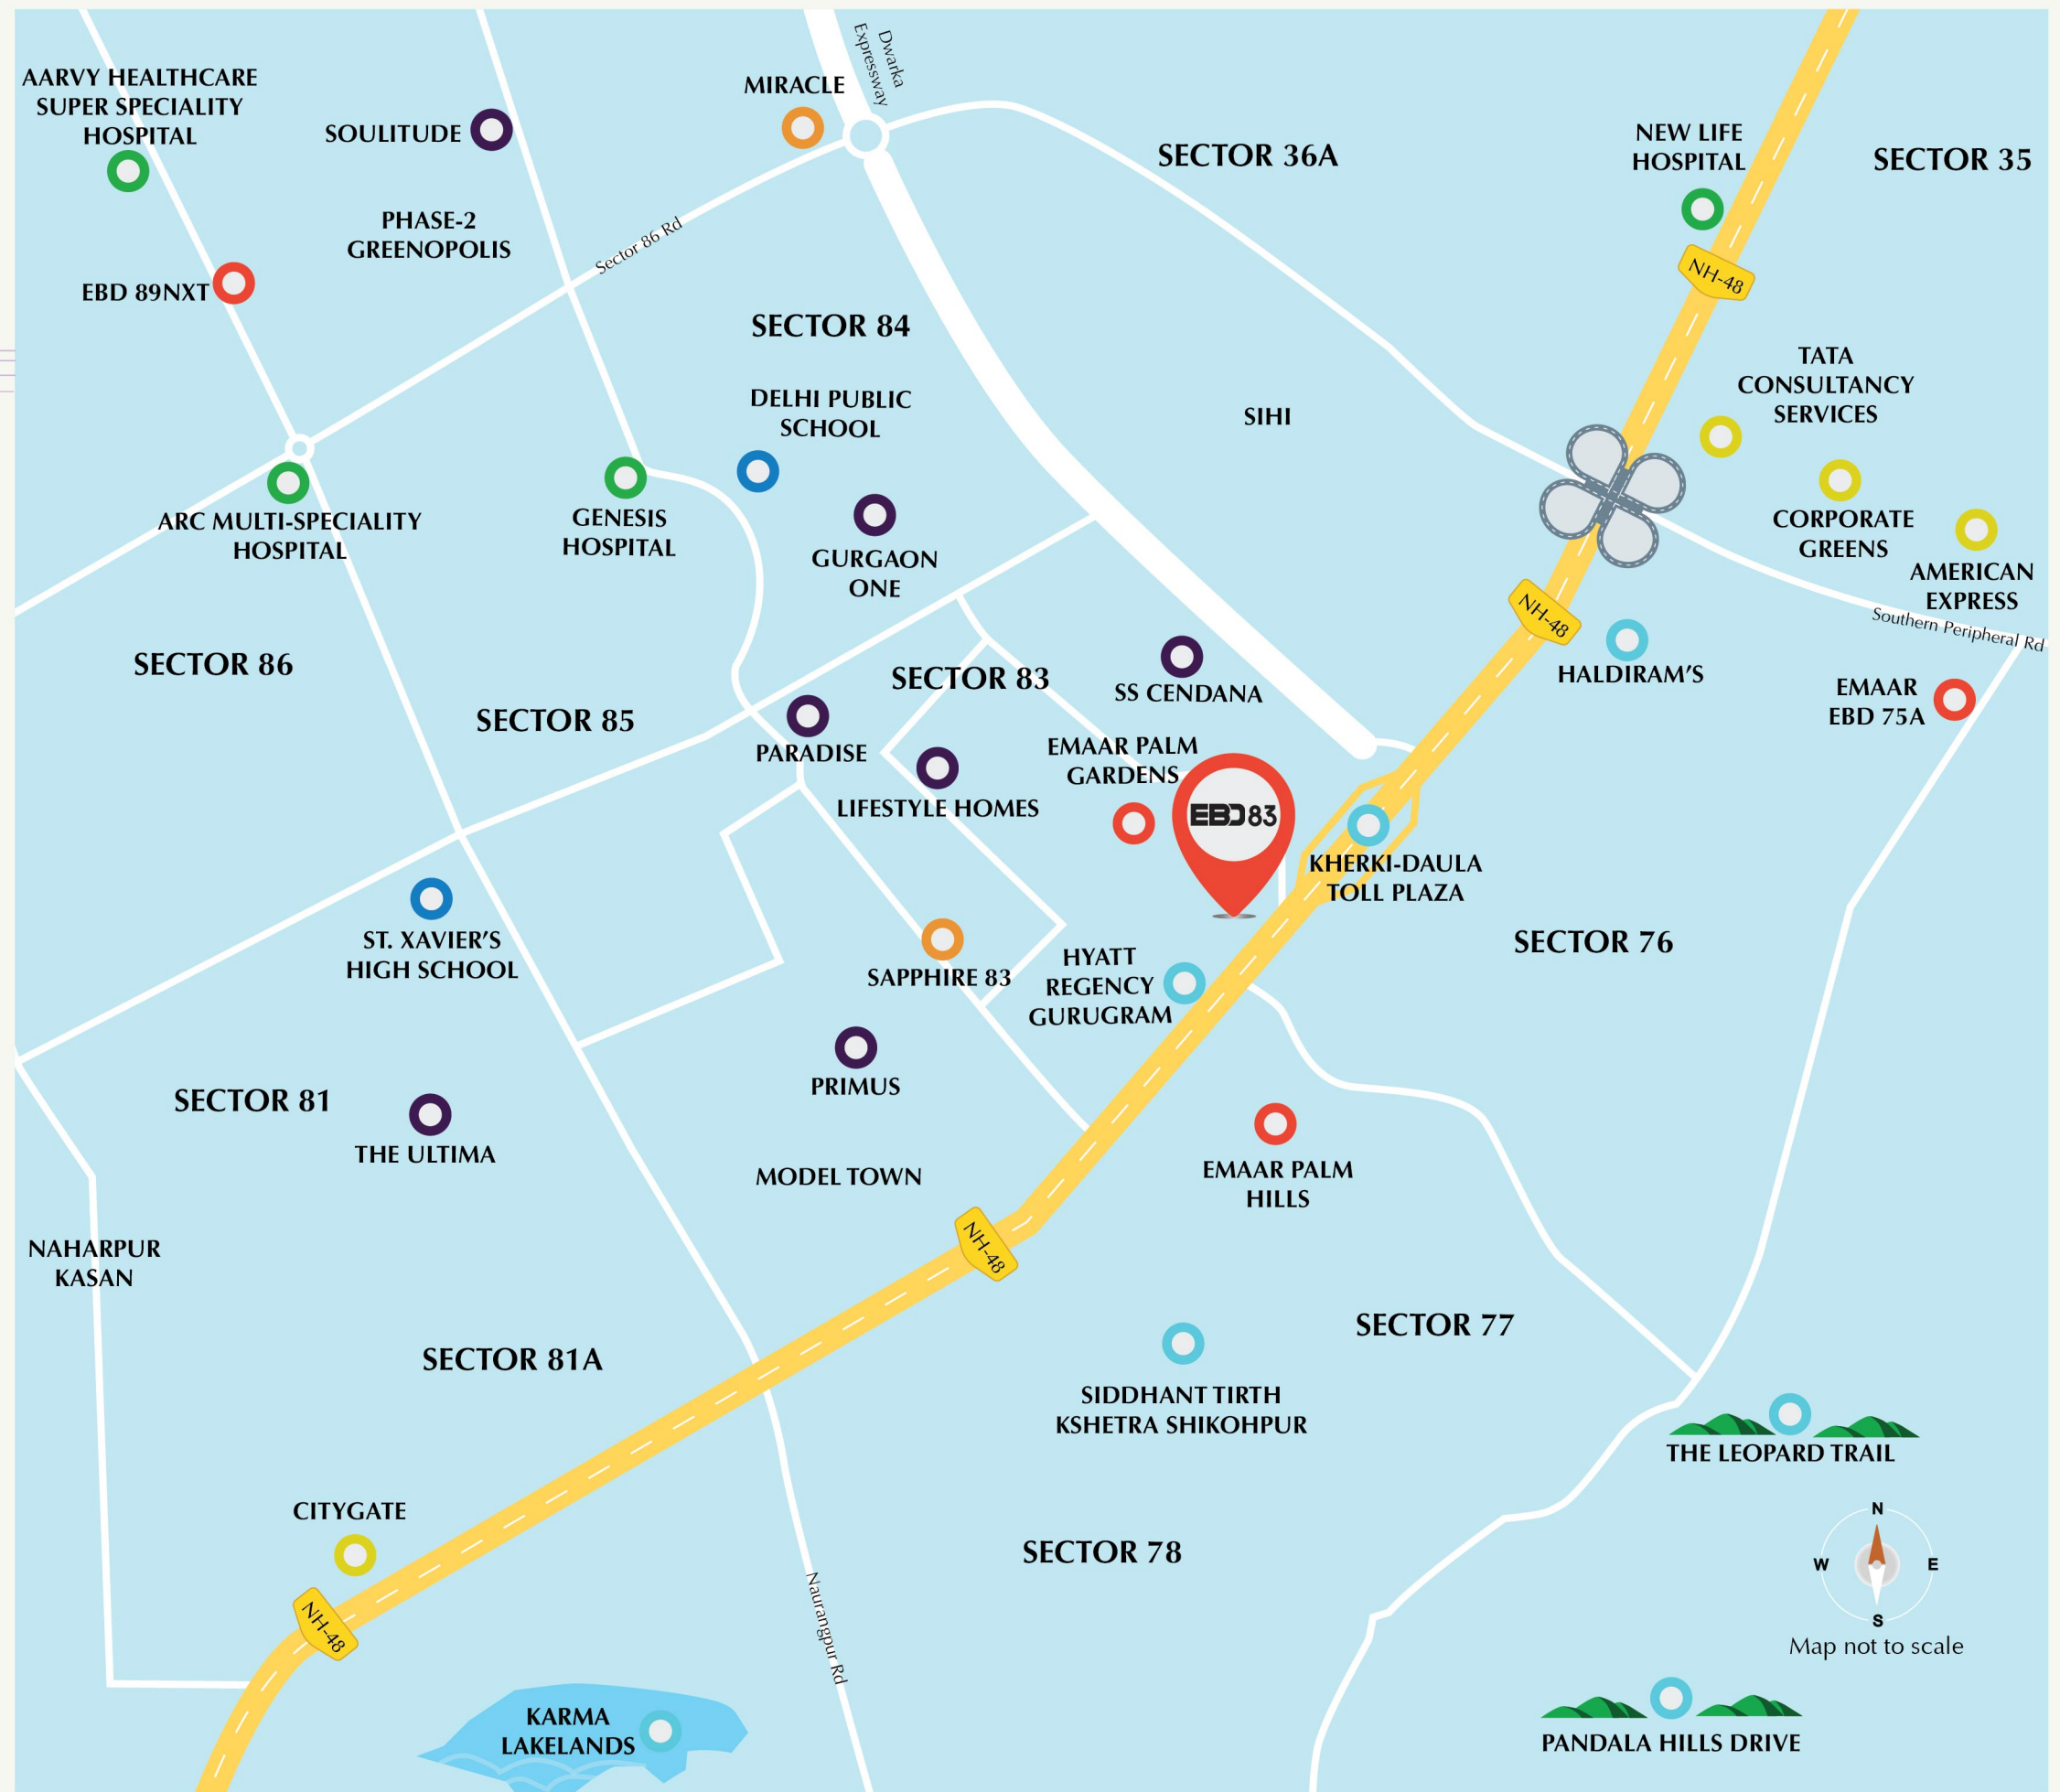 Dwarka
Expressway
AARVY HEALTHCARE
SUPER SPECIALITY
HOSPITAL
MIRACLE
SOULITUDE
NEW LIFE
HOSPITAL
SECTOR 36A
SECTOR 35
PHASE-2
GREENOPOLIS
Sector 86 Rd
NH-48
EBD 89NXT
SECTOR 84
TATA
CONSULTANCY
SERVICES
DELHI PUBLIC
SCHOOL
SIHI
ARC MULTI-SPECIALITY
HOSPITAL
GENESIS
HOSPITAL
GURGAON
ONE
CORPORATE
GREENS
AMERICAN
EXPRESS
NH-48
Southern Peripheral Rd
SECTOR 86
SECTOR 83
SS CENDANA
HALDIRAM'S
EMAAR
EBD 75A
SECTOR 85
PARADISE
EMAAR PALM
GARDENS
LIFESTYLE HOMES
EBD 83
KHERKI-DAULA
TOLL PLAZA
ST. XAVIER'S
HIGH SCHOOL
SAPPHIRE 83
HYATT
REGENCY
GURUGRAM
SECTOR 76
SECTOR 81
PRIMUS
THE ULTIMA
MODEL TOWN
EMAAR PALM
HILLS
NAHARPUR
KASAN
NH-48
SECTOR 77
SECTOR 81A
SIDDHANT TIRTH
KSHETRA SHIKOHPUR
THE LEOPARD TRAIL
CITYGATE
SECTOR 78
N
W
E
S
Map not to scale
NH-48
Naurangpur Rd
KARMA
LAKELANDS
PANDALA HILLS DRIVE